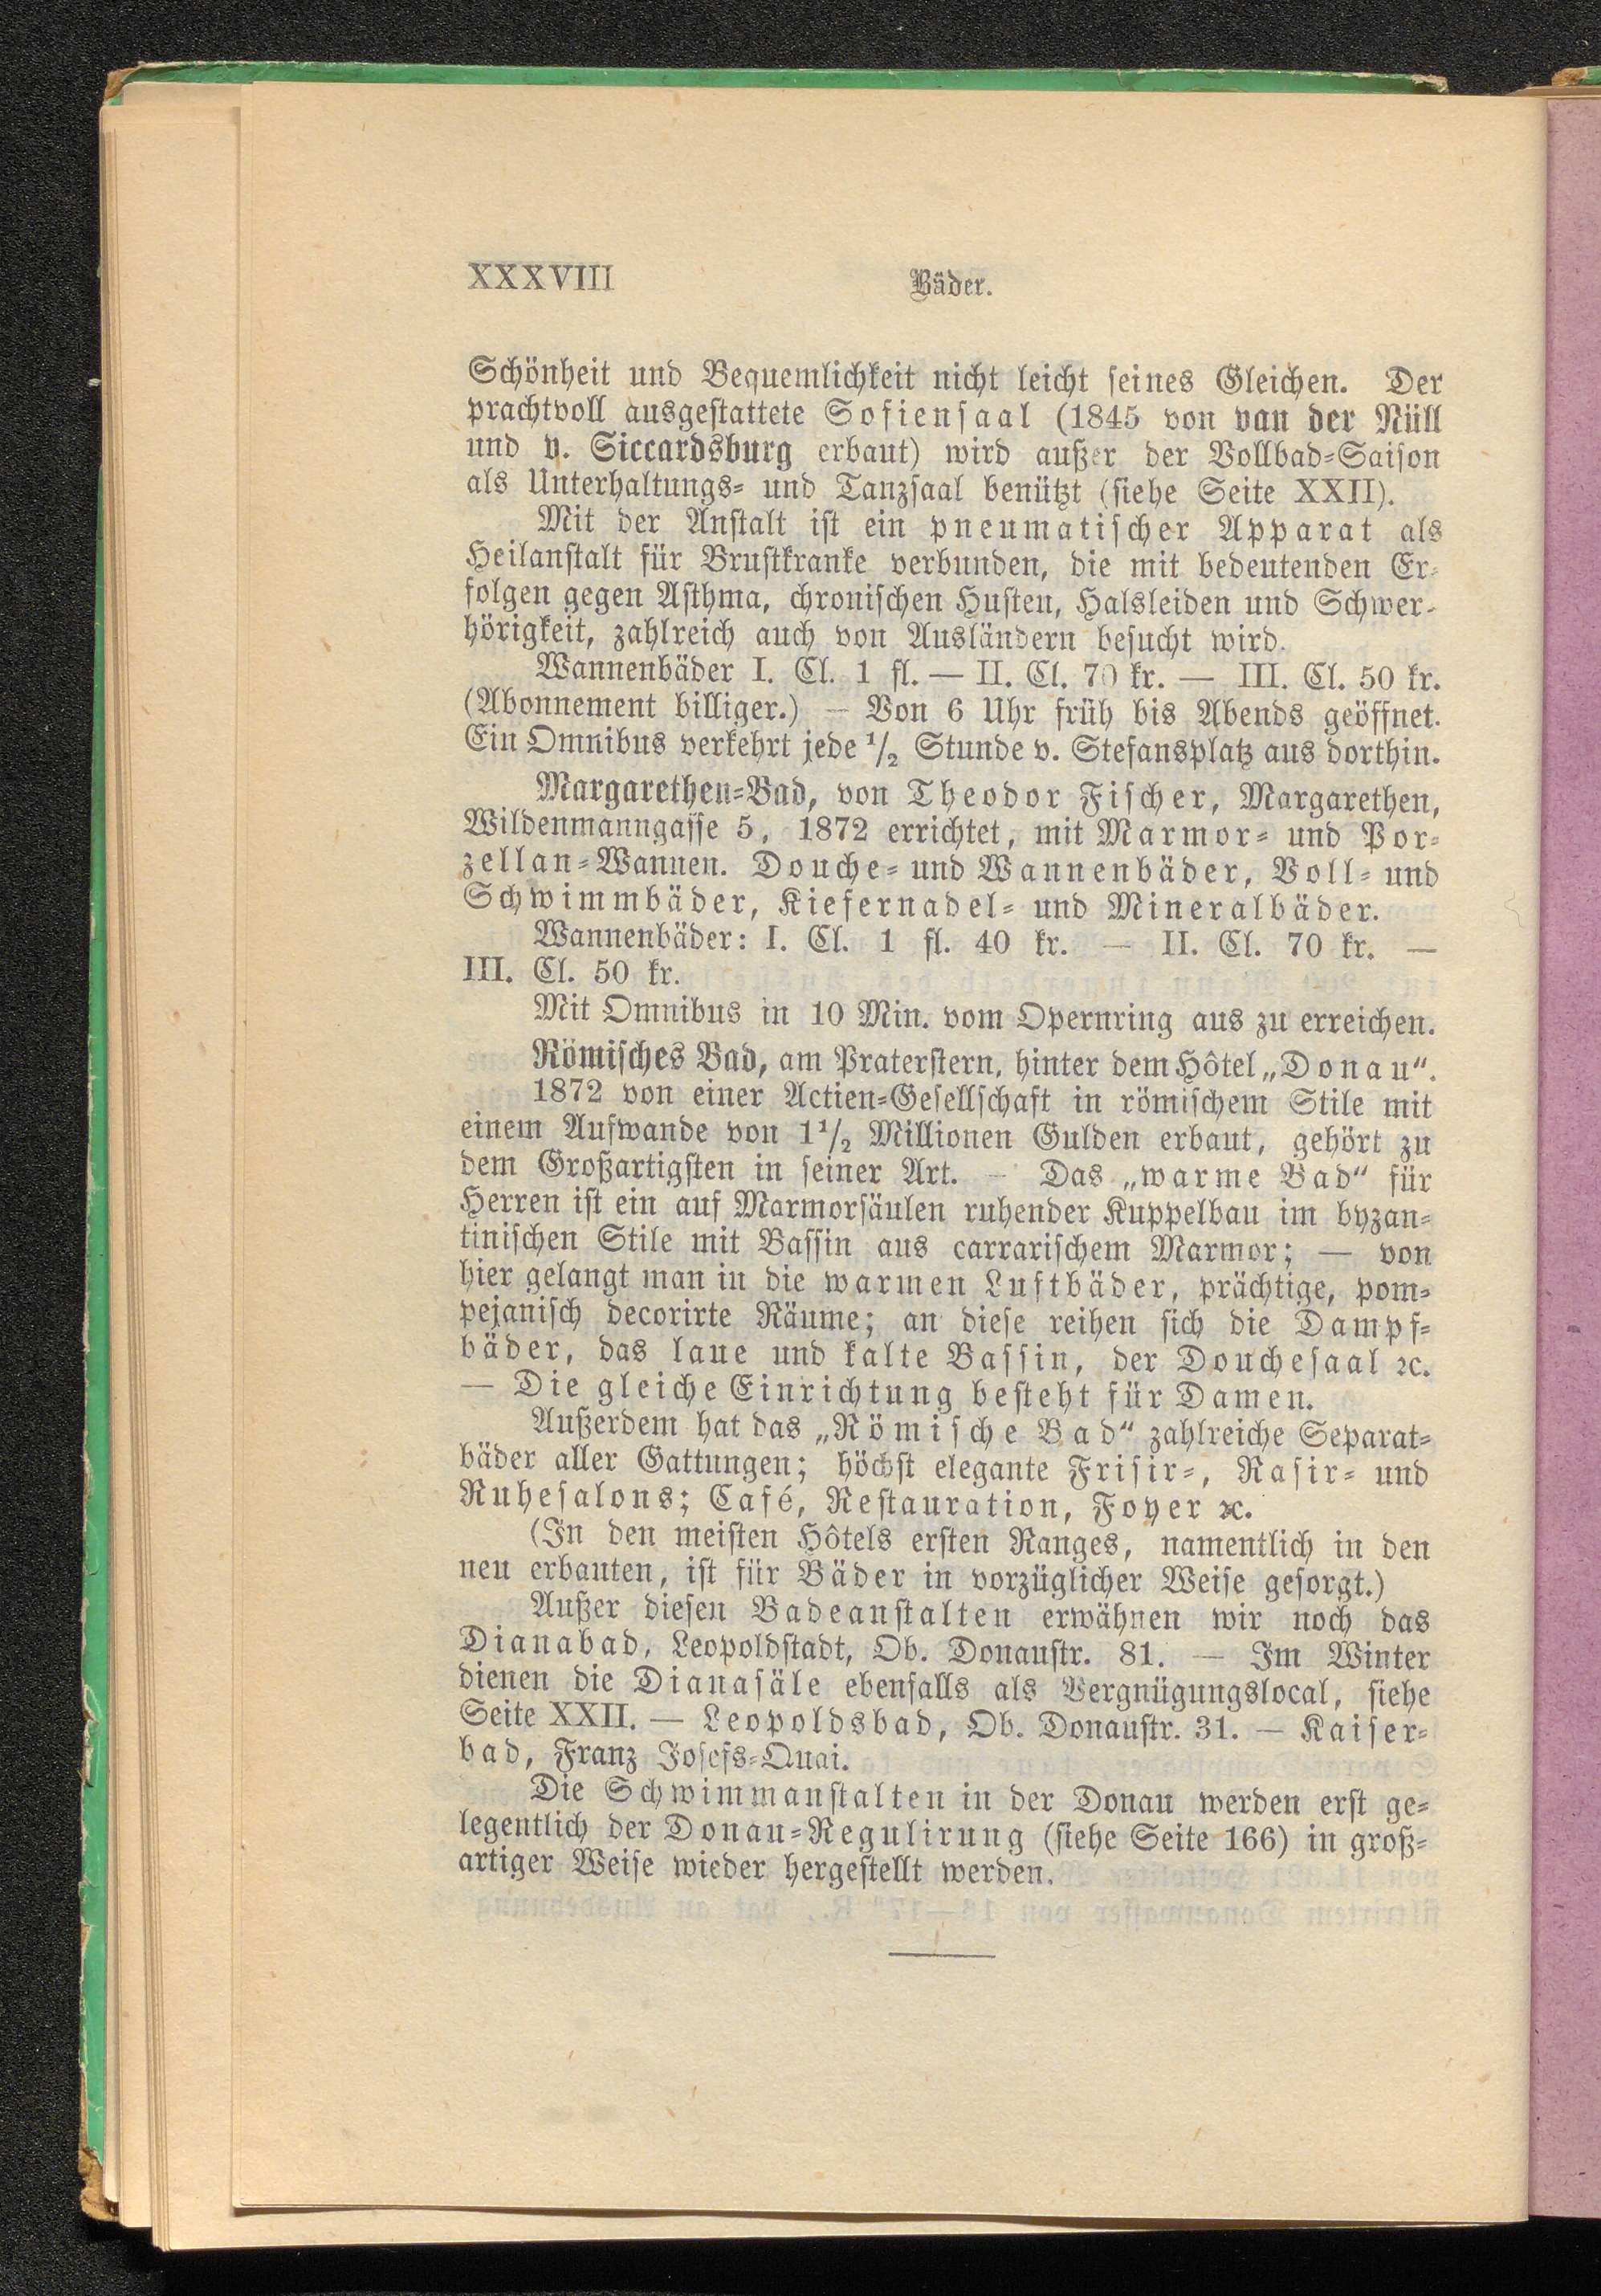 XXXVIII
Bäder.
Schönheit und Bequemlichkeit nicht leicht seines Gleichen. Der
prachtvoll ausgestattete Sofiensaal (1845 von van der Nüll
und v. Siccardsburg erbaut) wird außer der Vollbad-Saison
als Unterhaltungs- und Tanzsaal benützt (siehe Seite XXII).
Mit der Anstalt ist ein pneumatischer Apparat als
Heilanstalt für Brustkranke verbunden, die mit bedeutenden Er-
folgen gegen Asthma, chronischen Husten, Halsleiden und Schwer-
hörigkeit, zahlreich auch von Ausländern besucht wird.
Wannenbäder I. Cl. 1 fl. — II. Cl. 70 kr. — III. Cl. 50 kr.
(Abonnement billiger.) — Von 6 Uhr früh bis Abends geöffnet.
Ein Omnibus verkehrt jede 1/2 Stunde v. Stefansplatz aus dorthin.
Margarethen-Bad, von Theodor Fischer, Margarethen,
Wildenmanngasse 5, 1872 errichtet, mit Marmor- und Por-
zellan-Wannen. Douche- und Wannenbäder, Voll- und
Schwimmbäder, Kiefernadel- und Mineralbäder.
Wannenbäder: I. Cl. 1 fl. 40 kr. — II. Cl. 70 kr. —
III. Cl. 50 kr.
Mit Omnibus in 10 Min. vom Opernring aus zu erreichen.
Römisches Bad, am Praterstern, hinter dem Hôtel „Donau“.
1872 von einer Actien-Gesellschaft in römischem Stile mit
einem Aufwande von 1 1/2 Millionen Gulden erbaut, gehört zu
dem Großartigsten in seiner Art. — Das „warme Bad“ für
Herren ist ein auf Marmorsäulen ruhender Kuppelbau im byzan-
tinischen Stile mit Bassin aus carrarischem Marmor; — von
hier gelangt man in die warmen Luftbäder, prächtige, pom-
pejanisch decorirte Räume; an diese reihen sich die Dampf-
bäder, das laue und kalte Bassin, der Douchesaal ꝛc.
— Die gleiche Einrichtung besteht für Damen.
Außerdem hat das „Römische Bad“ zahlreiche Separat-
bäder aller Gattungen; höchst elegante Frisir-, Rasir- und
Ruhesalons; Café, Restauration, Foyer ꝛc.
(In den meisten Hôtels ersten Ranges, namentlich in den
neu erbauten, ist für Bäder in vorzüglicher Weise gesorgt.)
Außer diesen Badeanstalten erwähnen wir noch das
Dianabad, Leopoldstadt, Ob. Donaustr. 81. — Im Winter
dienen die Dianasäle ebenfalls als Vergnügungslocal, siehe
Seite XXII. — Leopoldsbad, Ob. Donaustr. 31. — Kaiser-
bad, Franz Josefs-Quai.
Die Schwimmanstalten in der Donau werden erst ge-
legentlich der Donau-Regulirung (siehe Seite 166) in groß-
artiger Weise wieder hergestellt werden.